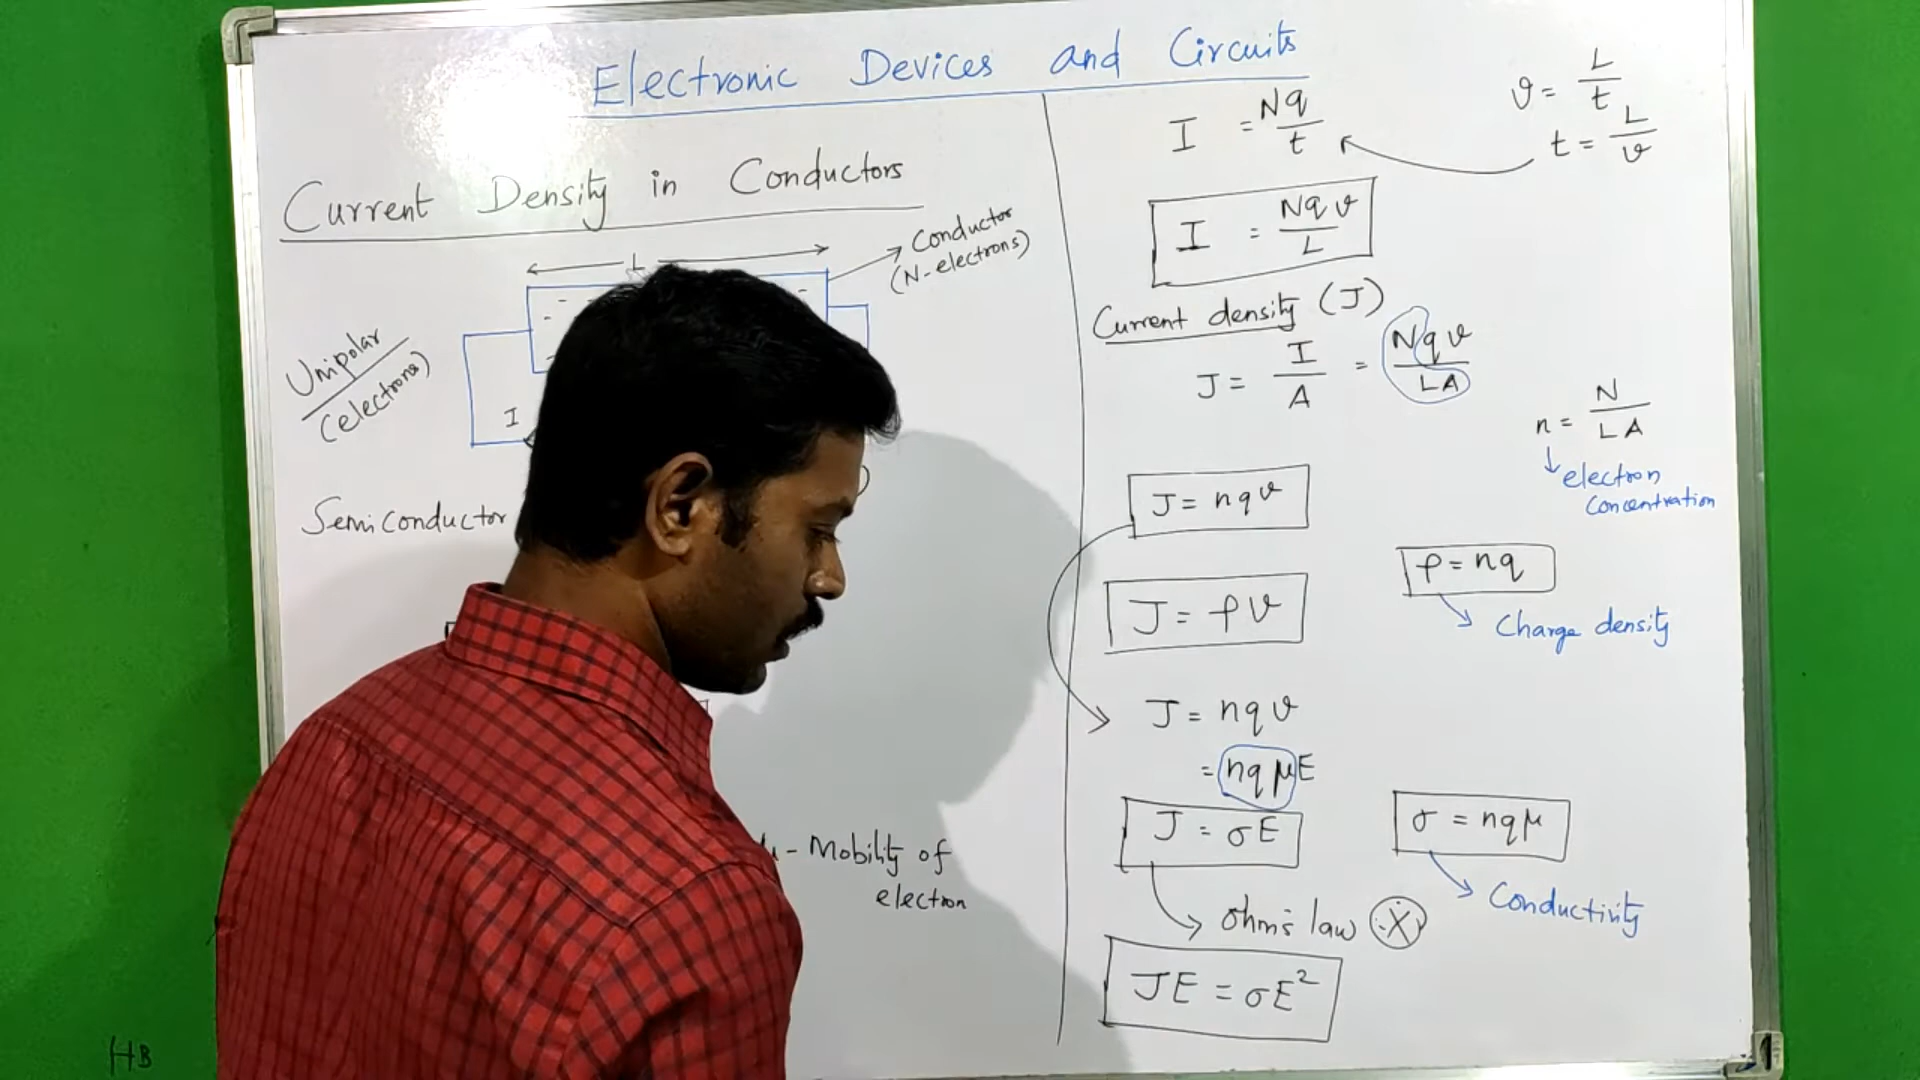 Electronic Devices and Circuits
Current Density in Conductors
L
Conductor
(N-electrons)
Unipolar
(electrons)
I
Semiconductor
μ - Mobility of
electron
I = Nq/t
v = L/t
t = L/v
I = Nqv/L
Current density (J)
J = I/A = Nqv/LA
n = N/LA
electron
Concentration
J = nqv
ρ = nq
Charge density
J = ρv
J = nqv
= nqμE
J = σE
σ = nqμ
Conductivity
ohm's law
JE = σE²
HB
1